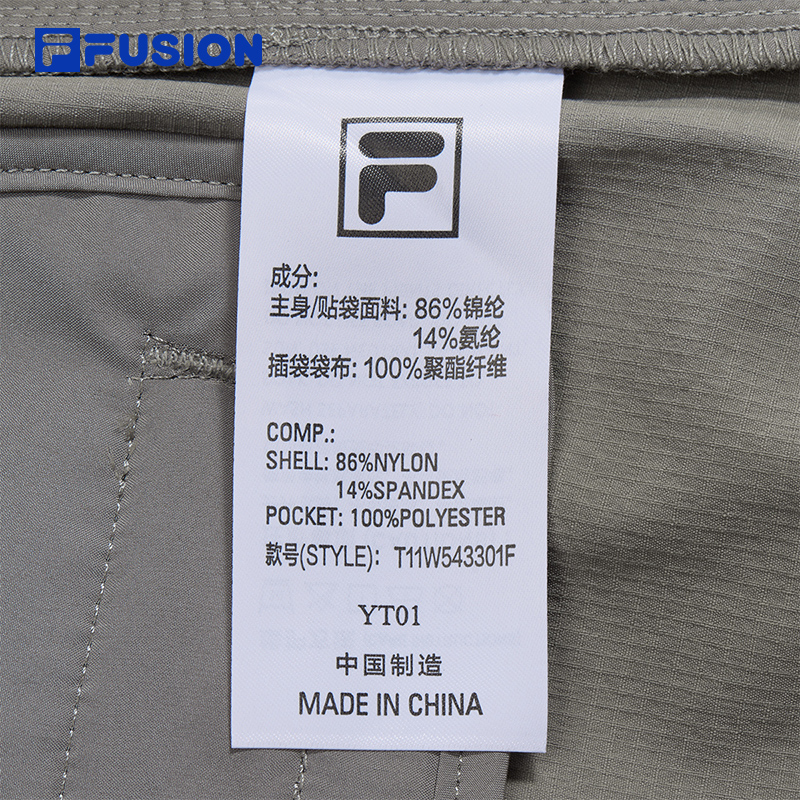 FUSION
成分:
主身/贴袋面料: 86%锦纶
14%氨纶
插袋袋布: 100%聚酯纤维
COMP.:
SHELL: 86%NYLON
14%SPANDEX
POCKET: 100%POLYESTER
款号(STYLE): T11W543301F
YT01
中国制造
MADE IN CHINA